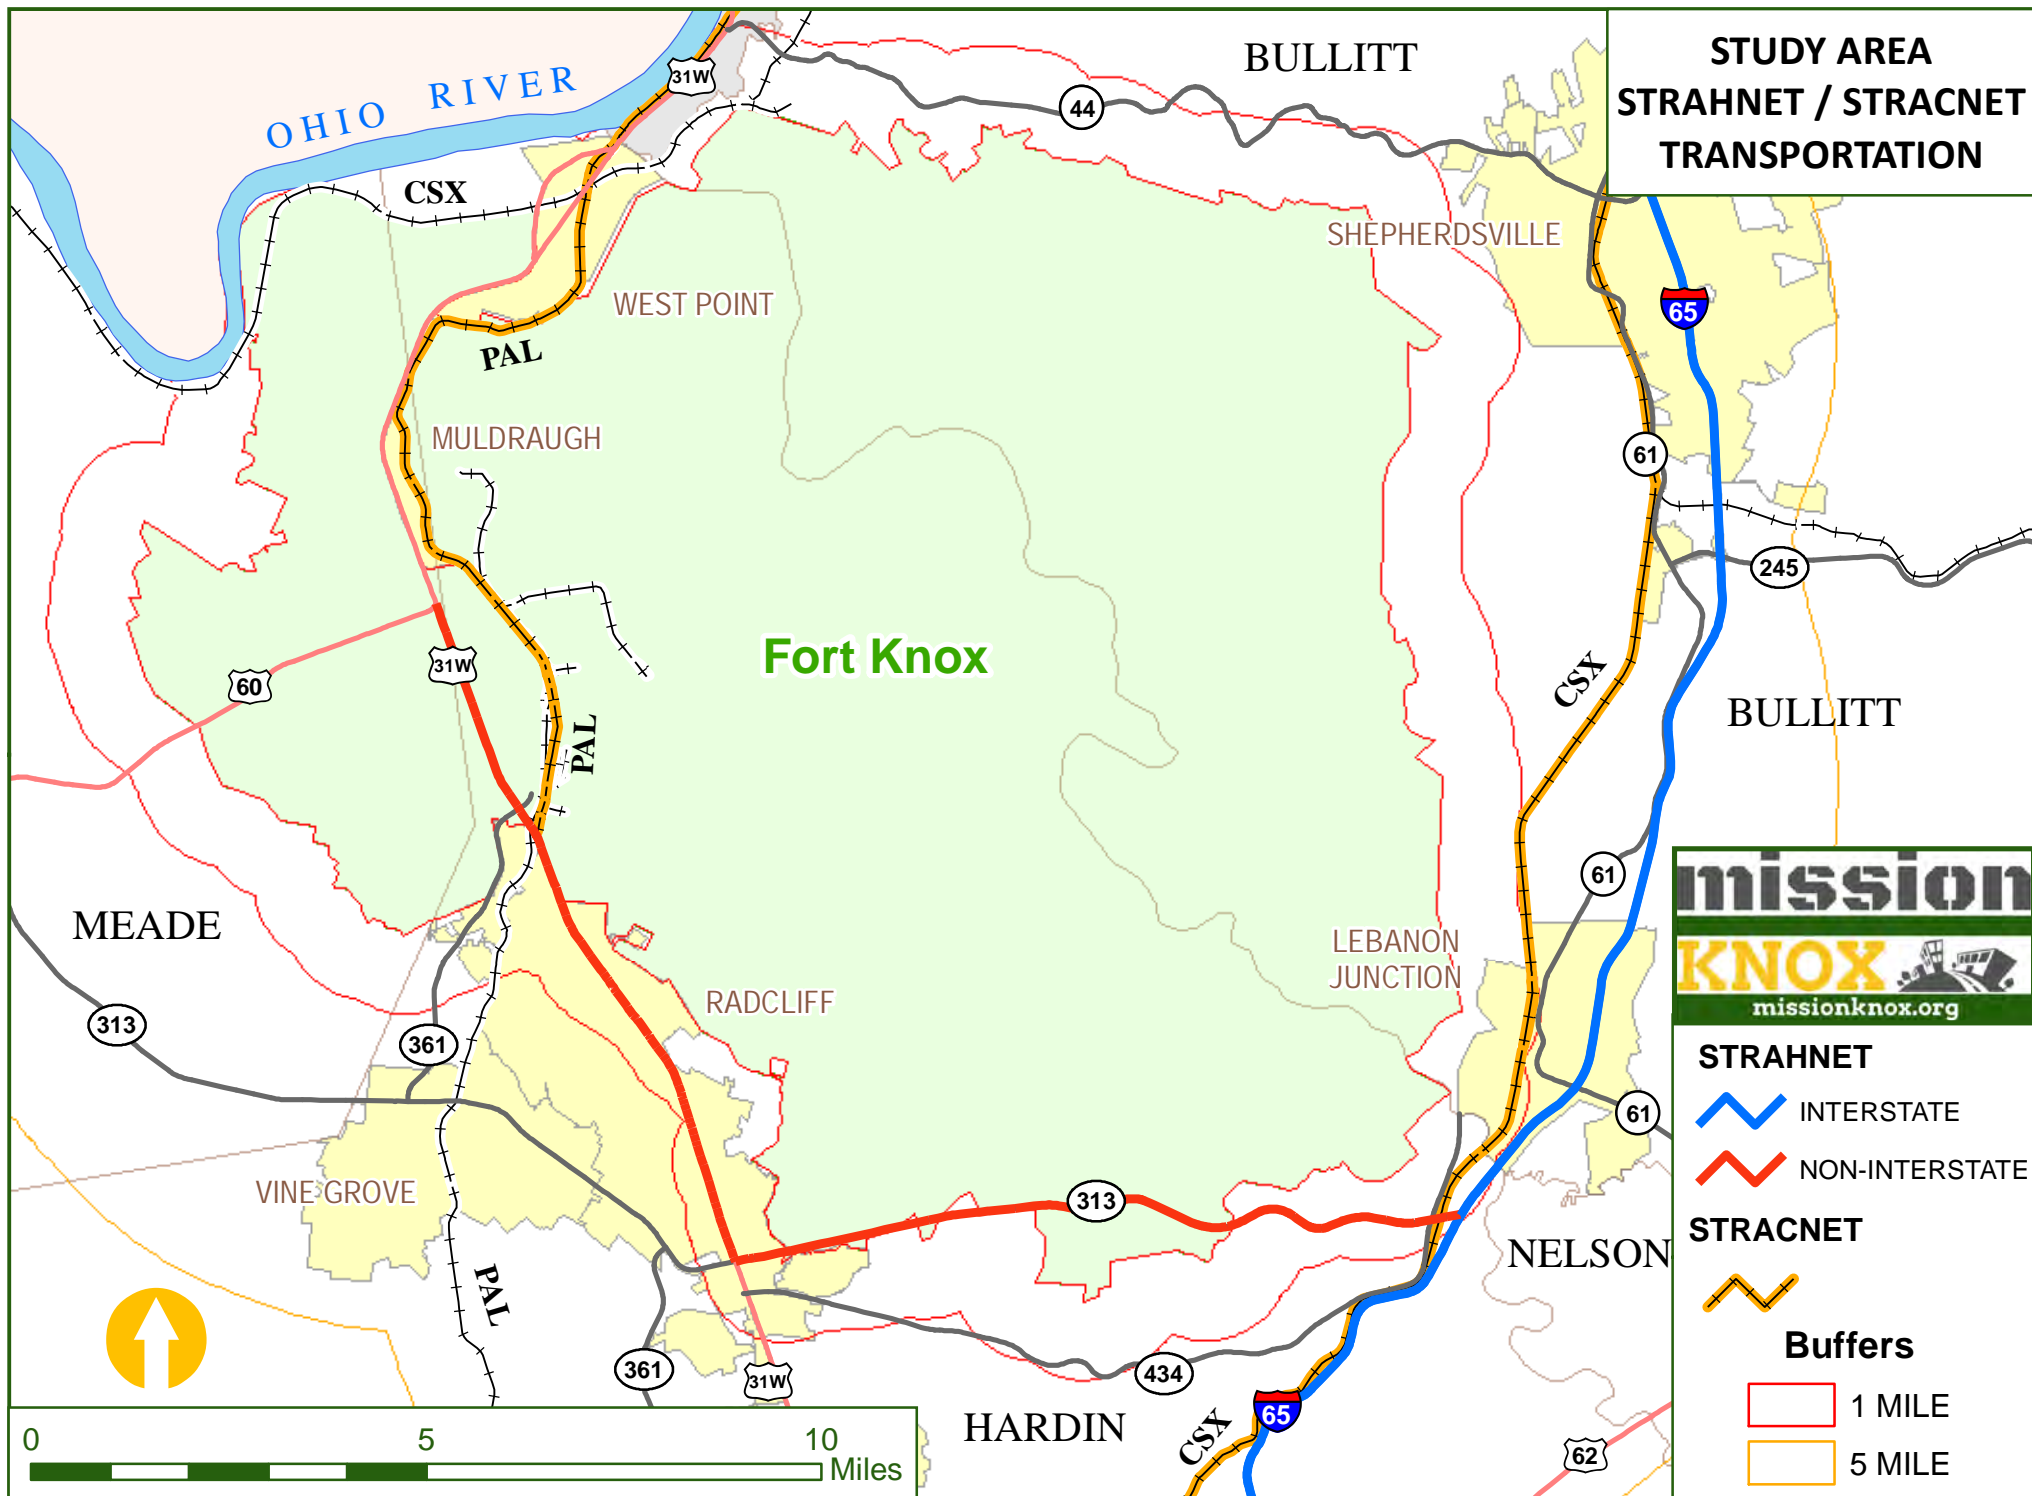 STUDY AREA
STRAHNET / STRACNET
TRANSPORTATION
BULLITT
OHIO RIVER
31W
44
CSX
SHEPHERDSVILLE
WEST POINT
65
PAL
MULDRAUGH
61
245
Fort Knox
31W
60
CSX
BULLITT
PAL
61
MEADE
LEBANON
JUNCTION
RADCLIFF
313
361
61
VINE GROVE
313
NELSON
PAL
361
31W
434
65
HARDIN
CSX
62
mission
KNOX
missionknox.org
STRAHNET
INTERSTATE
NON-INTERSTATE
STRACNET
Buffers
1 MILE
5 MILE
0 5 10
Miles